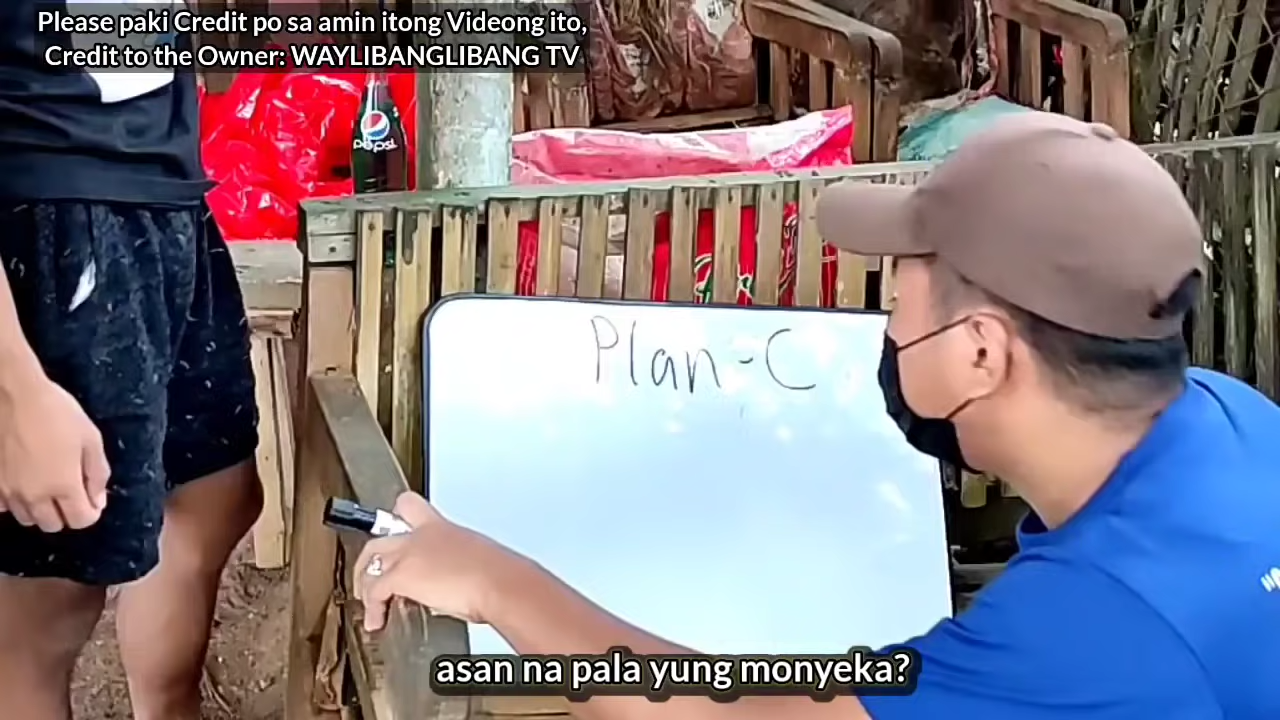 Please paki Credit po sa amin itong Videong ito,
Credit to the Owner: WAYLIBANGLIBANG TV
pepsi
Plan-C
asan na pala yung monyeka?